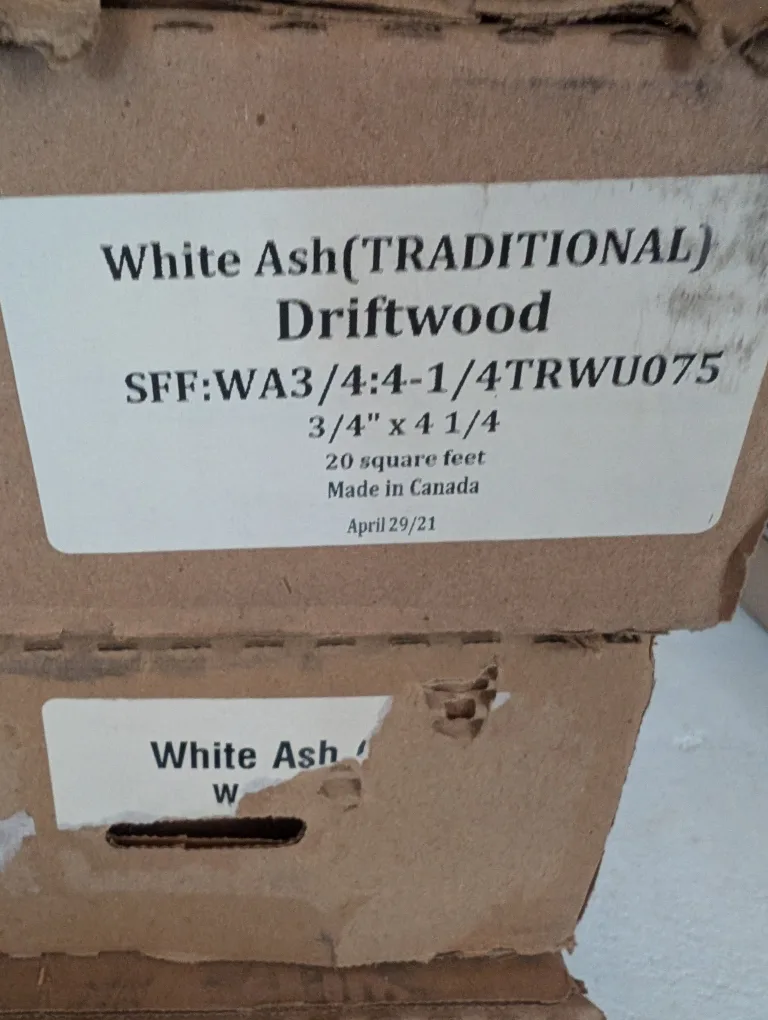 White Ash(TRADITIONAL)
Driftwood
SFF:WA3/4:4-1/4TRWU075
3/4" x 4 1/4
20 square feet
Made in Canada
April 29/21
White Ash
W